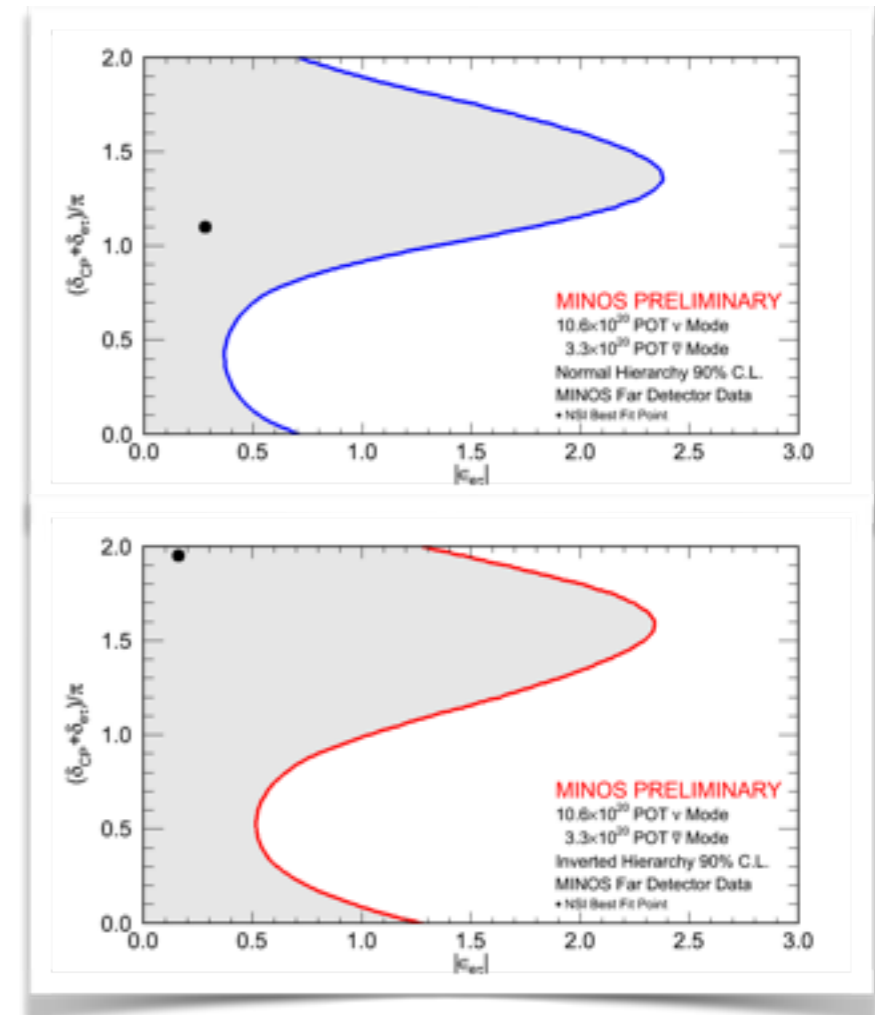 2.0
1.5
1.0
0.5
0.0
(δCP+δeτ)/π
MINOS PRELIMINARY
10.6×10²⁰ POT ν Mode
3.3×10²⁰ POT ν̅ Mode
Normal Hierarchy 90% C.L.
MINOS Far Detector Data
• NSI Best Fit Point
0.0 0.5 1.0 1.5 2.0 2.5 3.0
|εeτ|
2.0
1.5
1.0
0.5
0.0
(δCP+δeτ)/π
MINOS PRELIMINARY
10.6×10²⁰ POT ν Mode
3.3×10²⁰ POT ν̅ Mode
Inverted Hierarchy 90% C.L.
MINOS Far Detector Data
• NSI Best Fit Point
0.0 0.5 1.0 1.5 2.0 2.5 3.0
|εeτ|